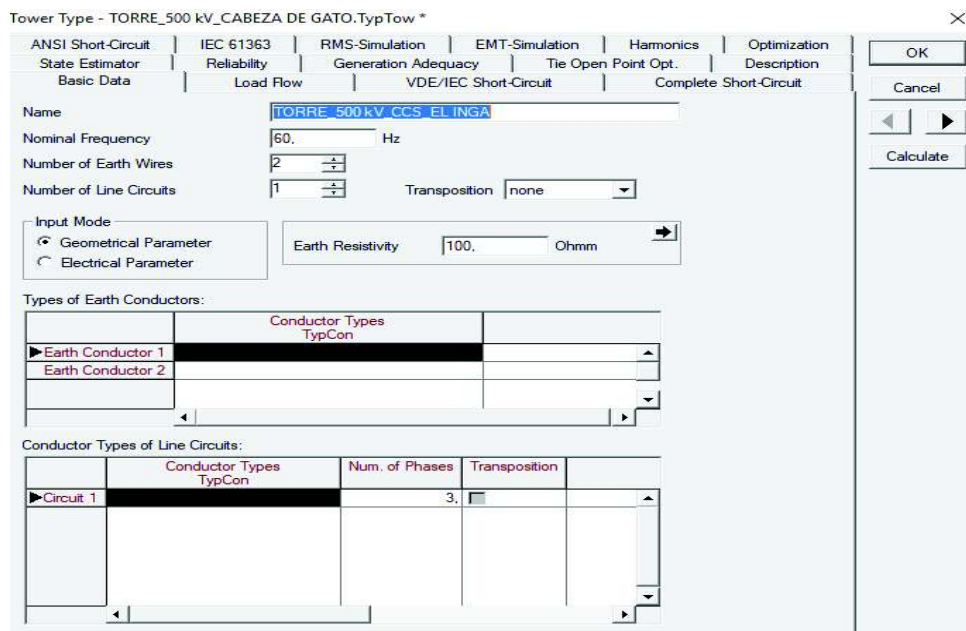 Tower Type - TORRE_500 kV_CABEZA DE GATO.TypTow *
ANSI Short-Circuit IEC 61363 RMS-Simulation EMT-Simulation Harmonics Optimization
State Estimator Reliability Generation Adequacy Tie Open Point Opt. Description
Basic Data Load Flow VDE/IEC Short-Circuit Complete Short-Circuit
OK
Cancel
Calculate
Name TORRE_500 kV_CCS_EL INGA
Nominal Frequency 60, Hz
Number of Earth Wires 2
Number of Line Circuits 1 Transposition none
Input Mode
Geometrical Parameter
Electrical Parameter
Earth Resistivity 100, Ohmm
Types of Earth Conductors:
Conductor Types
TypCon
Earth Conductor 1
Earth Conductor 2
Conductor Types of Line Circuits:
Conductor Types Num. of Phases Transposition
TypCon
Circuit 1 3,